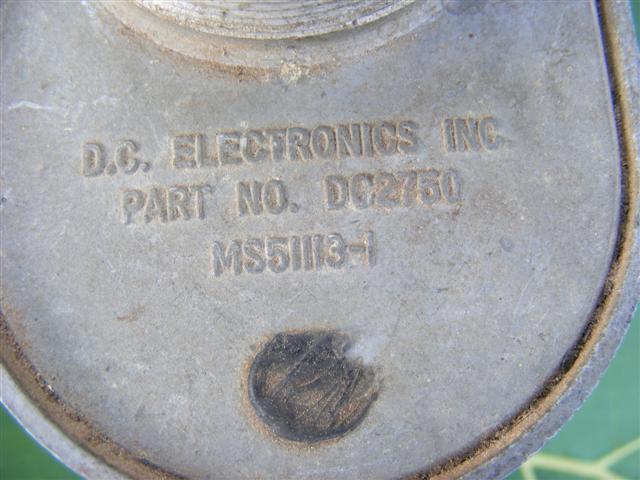 D.C. ELECTRONICS INC.
PART NO. DC2750
MS51113-1